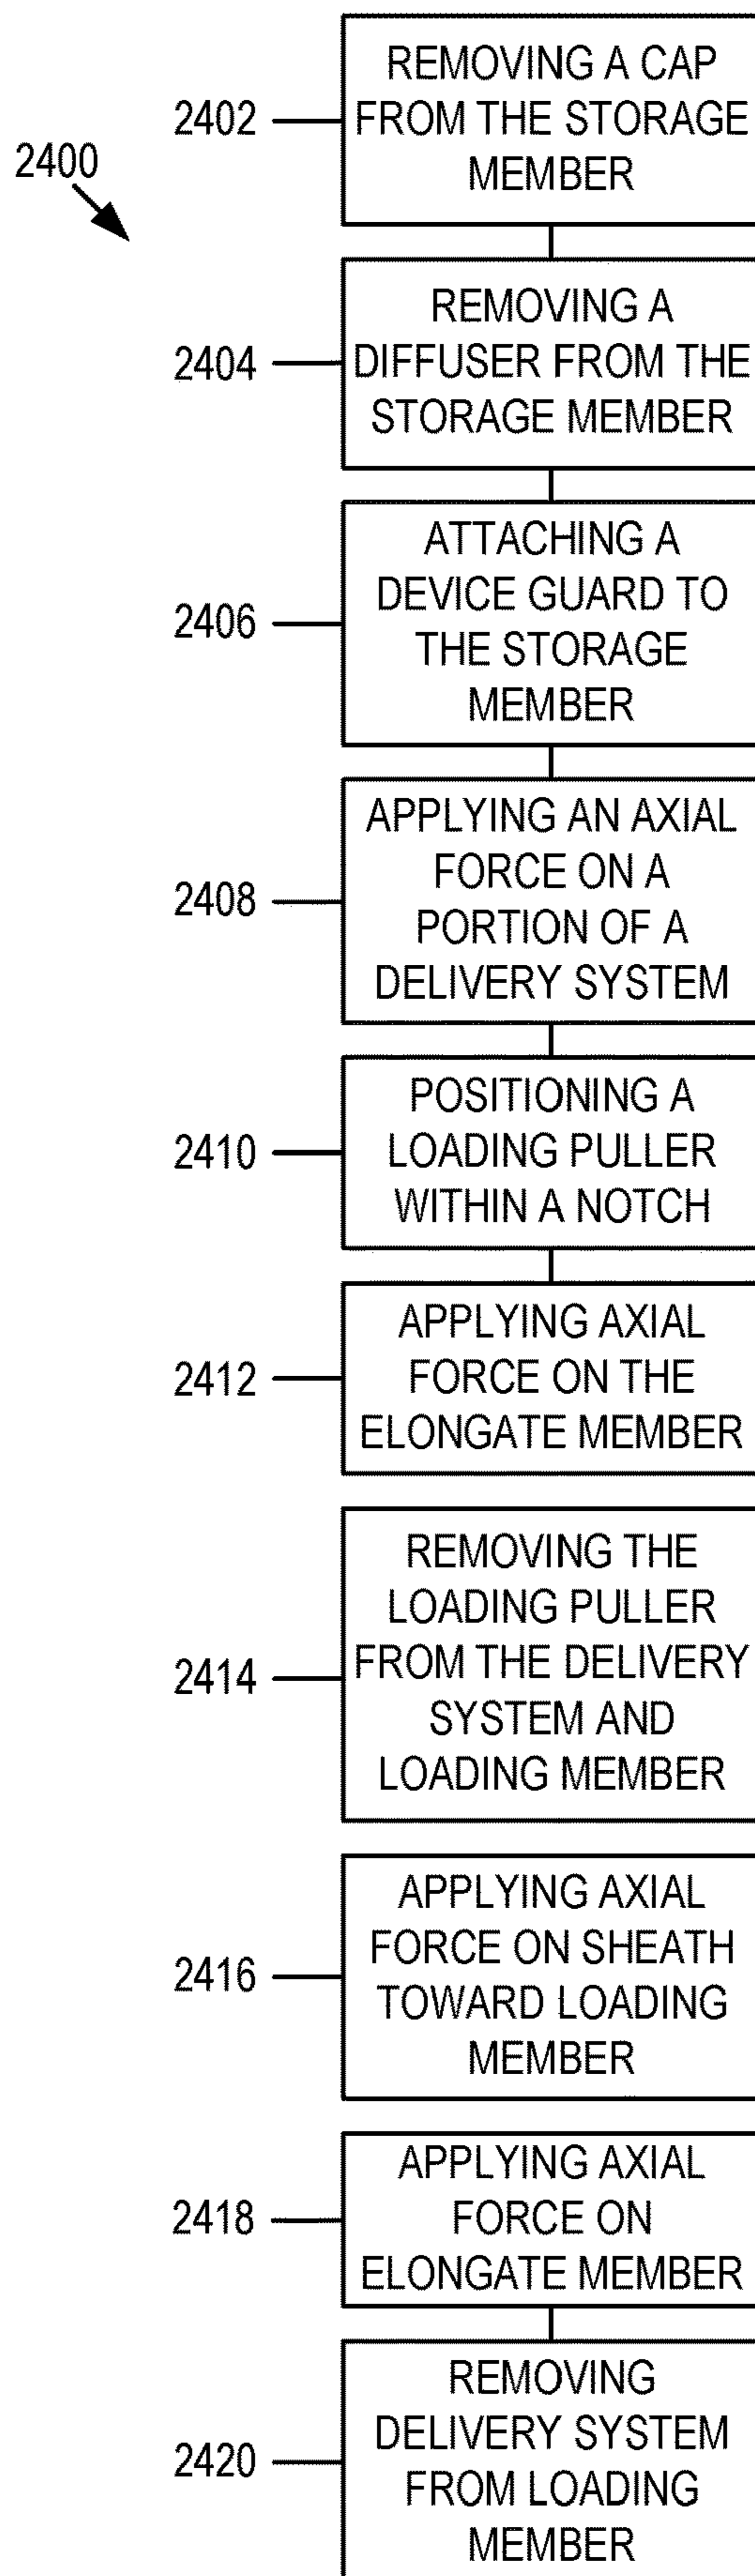 2400
2402
REMOVING A CAP
FROM THE STORAGE
MEMBER
2404
REMOVING A
DIFFUSER FROM THE
STORAGE MEMBER
2406
ATTACHING A
DEVICE GUARD TO
THE STORAGE
MEMBER
2408
APPLYING AN AXIAL
FORCE ON A
PORTION OF A
DELIVERY SYSTEM
2410
POSITIONING A
LOADING PULLER
WITHIN A NOTCH
2412
APPLYING AXIAL
FORCE ON THE
ELONGATE MEMBER
2414
REMOVING THE
LOADING PULLER
FROM THE DELIVERY
SYSTEM AND
LOADING MEMBER
2416
APPLYING AXIAL
FORCE ON SHEATH
TOWARD LOADING
MEMBER
2418
APPLYING AXIAL
FORCE ON
ELONGATE MEMBER
2420
REMOVING
DELIVERY SYSTEM
FROM LOADING
MEMBER